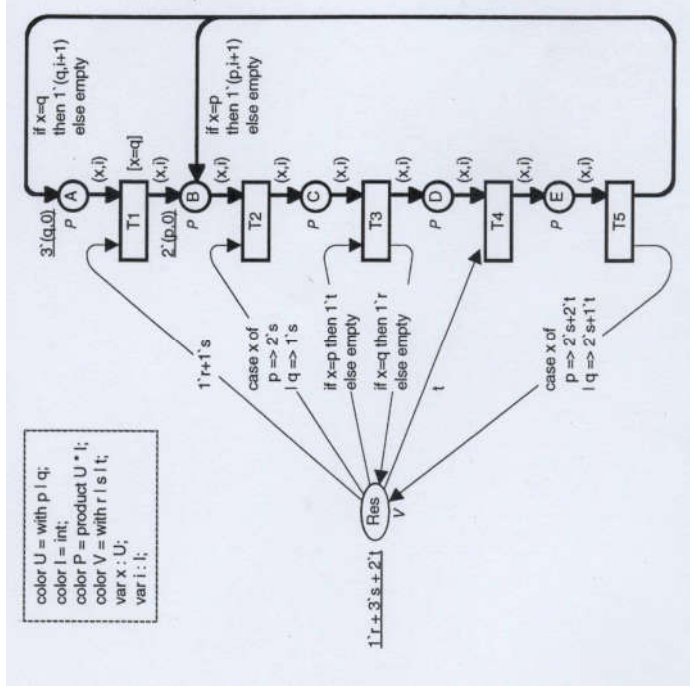 color U = with p | q;
color I = int;
color P = product U * I;
color V = with r | s | t;
var x : U;
var i : I;
if x=q
then 1`(q,i+1)
else empty
3`(q,0)
A
P
(x,i)
1`r+1`s
T1
[x=q]
(x,i)
2`(p,0)
B
P
if x=p
then 1`(p,i+1)
else empty
(x,i)
case x of
p => 2`s
| q => 1`s
T2
(x,i)
C
P
(x,i)
if x=p then 1`t
else empty
T3
if x=q then 1`r
else empty
(x,i)
Res
V
1`r + 3`s + 2`t
D
P
(x,i)
t
T4
(x,i)
E
P
(x,i)
T5
case x of
p => 2`s+2`t
| q => 2`s+1`t